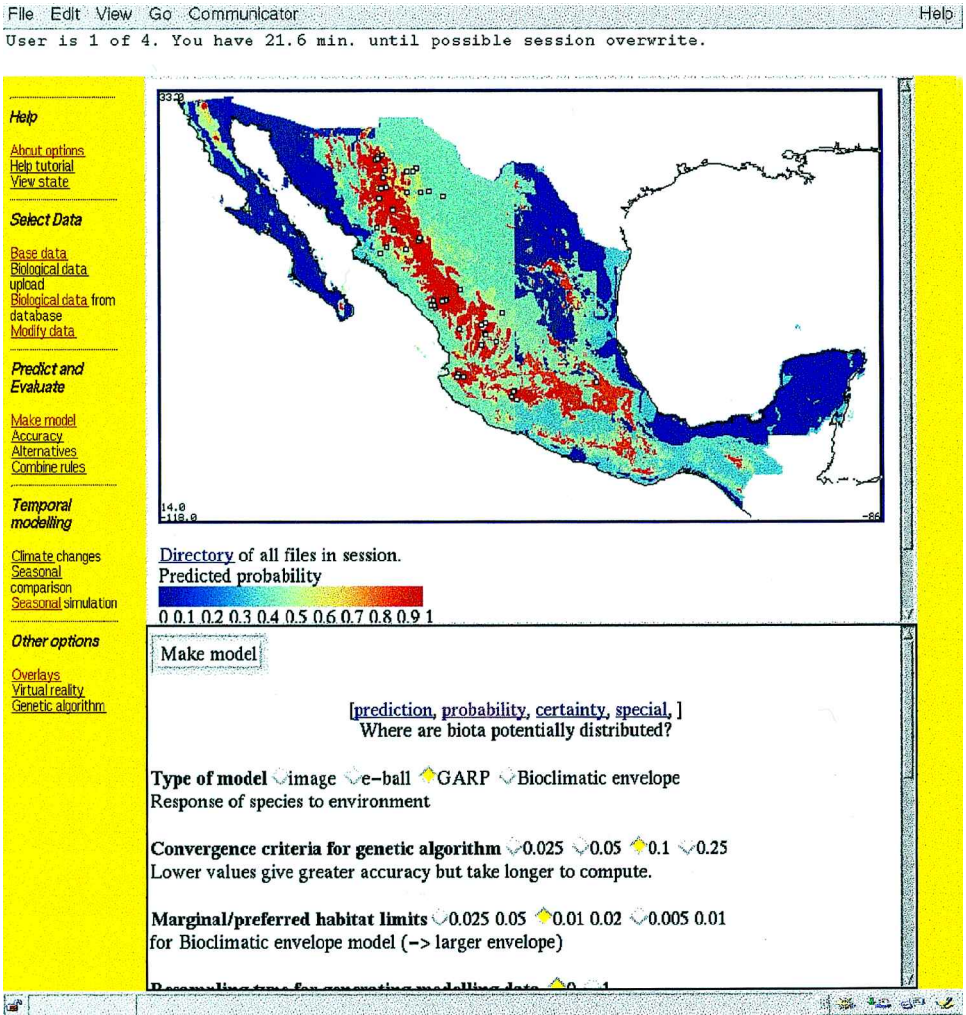 File Edit View Go Communicator Help
User is 1 of 4. You have 21.6 min. until possible session overwrite.
Help
About options
Help tutorial
View state
Select Data
Base data
Biological data
upload
Biological data from
database
Modify data
Predict and
Evaluate
Make model
Accuracy
Alternatives
Combine rules
Temporal
modelling
Climate changes
Seasonal
comparison
Seasonal simulation
Other options
Overlays
Virtual reality
Genetic algorithm
33.0
14.0
-118.0 -86
Directory of all files in session.
Predicted probability
0 0.1 0.2 0.3 0.4 0.5 0.6 0.7 0.8 0.9 1
Make model
[prediction, probability, certainty, special, ]
Where are biota potentially distributed?
Type of model image e-ball GARP Bioclimatic envelope
Response of species to environment
Convergence criteria for genetic algorithm 0.025 0.05 0.1 0.25
Lower values give greater accuracy but take longer to compute.
Marginal/preferred habitat limits 0.025 0.05 0.01 0.02 0.005 0.01
for Bioclimatic envelope model (-> larger envelope)
Resampling type for generating modelling data 0 1